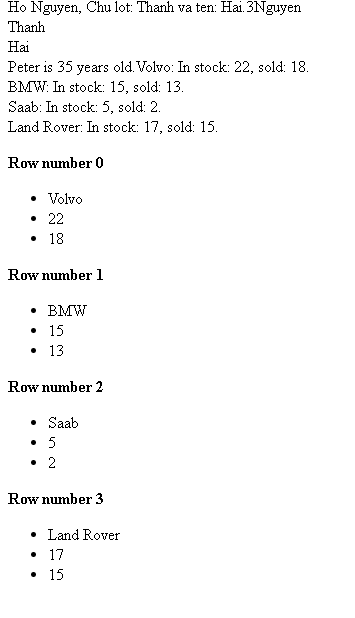 Ho Nguyen, Chu lot: Thanh va ten: Hai.3Nguyen
Thanh
Hai
Peter is 35 years old.Volvo: In stock: 22, sold: 18.
BMW: In stock: 15, sold: 13.
Saab: In stock: 5, sold: 2.
Land Rover: In stock: 17, sold: 15.
Row number 0
• Volvo
• 22
• 18
Row number 1
• BMW
• 15
• 13
Row number 2
• Saab
• 5
• 2
Row number 3
• Land Rover
• 17
• 15